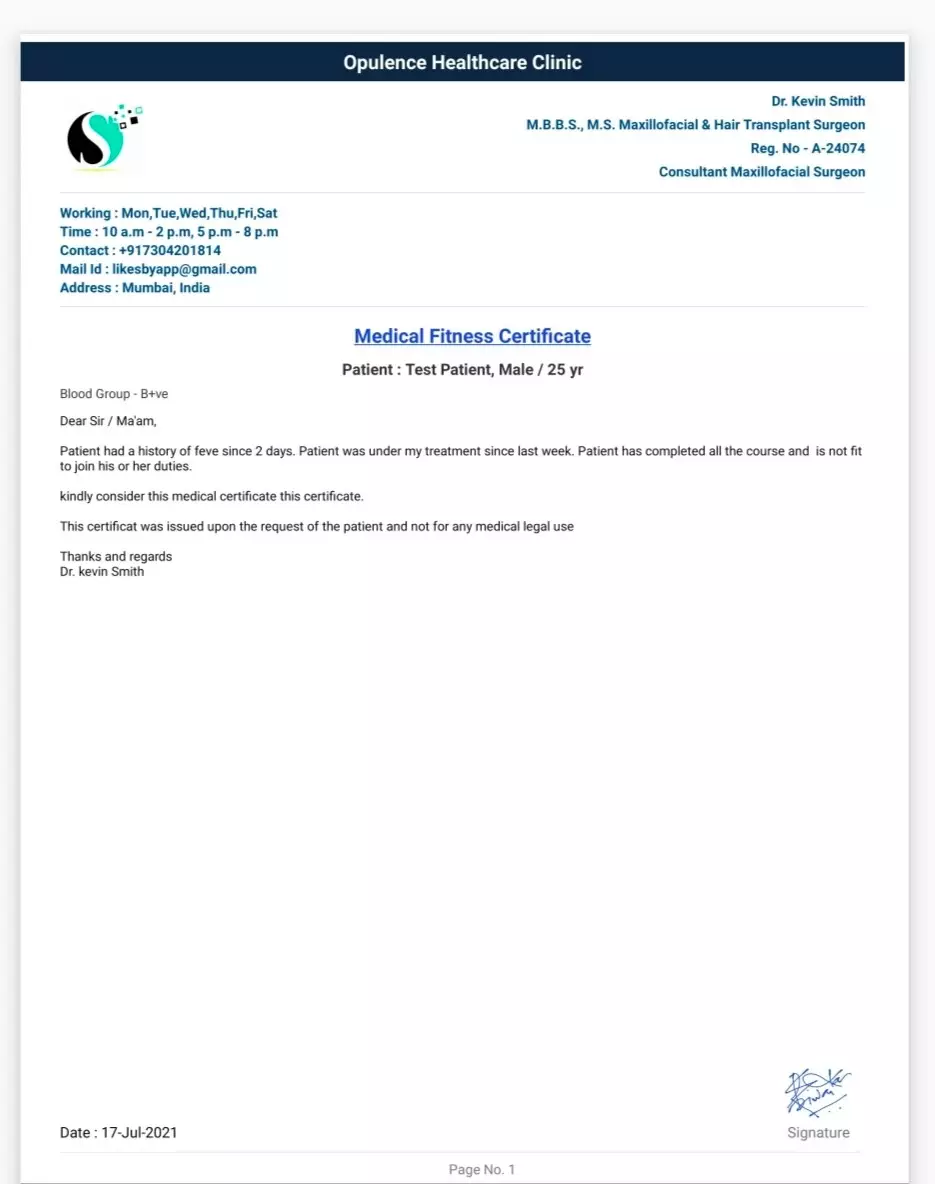 Opulence Healthcare Clinic
Dr. Kevin Smith
M.B.B.S., M.S. Maxillofacial & Hair Transplant Surgeon
Reg. No - A-24074
Consultant Maxillofacial Surgeon
Working : Mon,Tue,Wed,Thu,Fri,Sat
Time : 10 a.m - 2 p.m, 5 p.m - 8 p.m
Contact : +917304201814
Mail Id : likesbyapp@gmail.com
Address : Mumbai, India
Medical Fitness Certificate
Patient : Test Patient, Male / 25 yr
Blood Group - B+ve
Dear Sir / Ma'am,
Patient had a history of feve since 2 days. Patient was under my treatment since last week. Patient has completed all the course and  is not fit
to join his or her duties.
kindly consider this medical certificate this certificate.
This certificat was issued upon the request of the patient and not for any medical legal use
Thanks and regards
Dr. kevin Smith
Date : 17-Jul-2021
Signature
Page No. 1